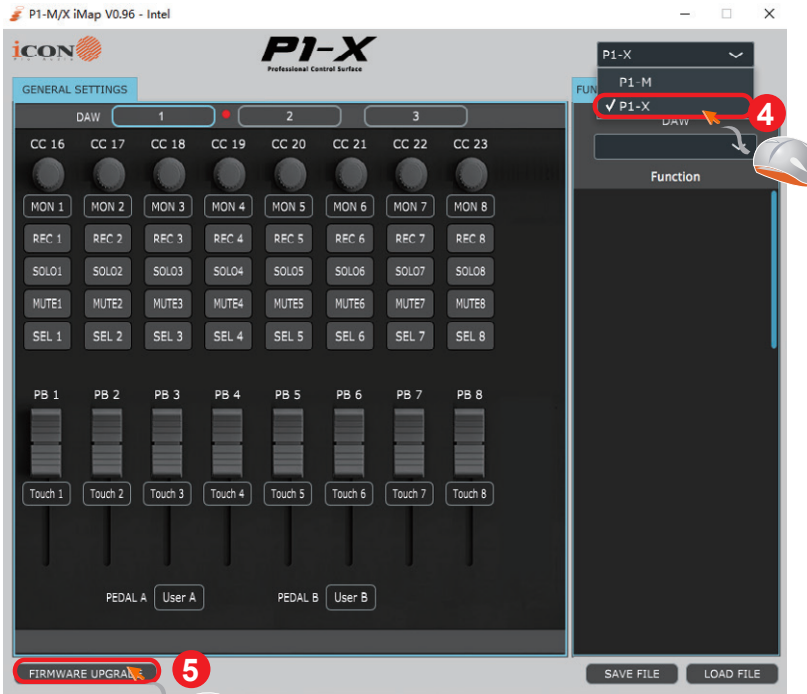 P1-M/X iMap V0.96 - Intel
icon
P1-X
Professional Control Surface
P1-X
P1-M
✓ P1-X
4
GENERAL SETTINGS
FUN
DAW 1 2 3
DAW
CC 16 CC 17 CC 18 CC 19 CC 20 CC 21 CC 22 CC 23
Function
MON 1 MON 2 MON 3 MON 4 MON 5 MON 6 MON 7 MON 8
REC 1 REC 2 REC 3 REC 4 REC 5 REC 6 REC 7 REC 8
SOLO1 SOLO2 SOLO3 SOLO4 SOLO5 SOLO6 SOLO7 SOLO8
MUTE1 MUTE2 MUTE3 MUTE4 MUTE5 MUTE6 MUTE7 MUTE8
SEL 1 SEL 2 SEL 3 SEL 4 SEL 5 SEL 6 SEL 7 SEL 8
PB 1 PB 2 PB 3 PB 4 PB 5 PB 6 PB 7 PB 8
Touch 1 Touch 2 Touch 3 Touch 4 Touch 5 Touch 6 Touch 7 Touch 8
PEDAL A User A PEDAL B User B
FIRMWARE UPGRADE 5
SAVE FILE LOAD FILE